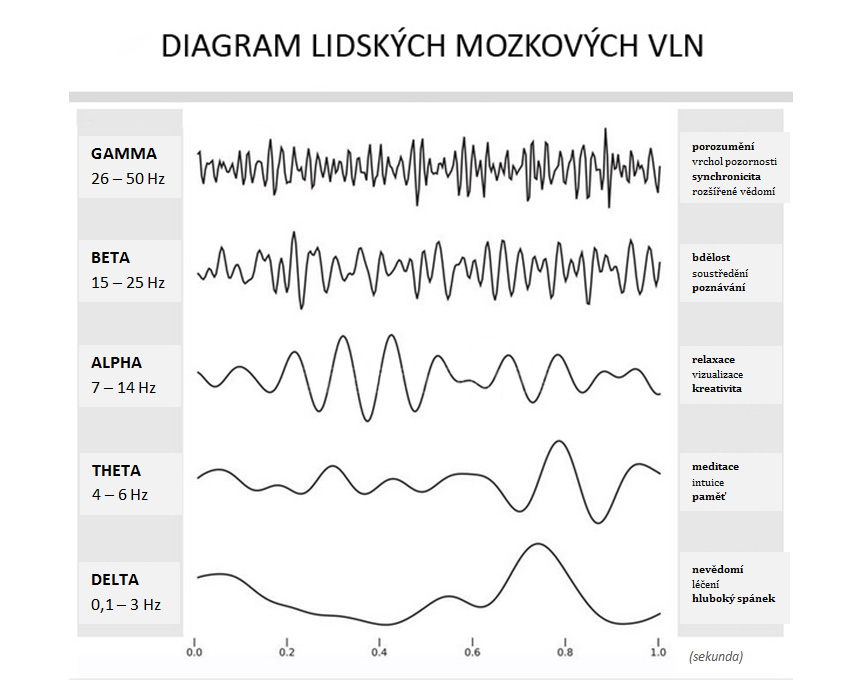 DIAGRAM LIDSKÝCH MOZKOVÝCH VLN
GAMMA
26 – 50 Hz
porozumění
vrchol pozornosti
synchronicita
rozšířené vědomí
BETA
15 – 25 Hz
bdělost
soustředění
poznávání
ALPHA
7 – 14 Hz
relaxace
vizualizace
kreativita
THETA
4 – 6 Hz
meditace
intuice
paměť
DELTA
0,1 – 3 Hz
nevědomí
léčení
hluboký spánek
0.0 0.2 0.4 0.6 0.8 1.0 (sekunda)